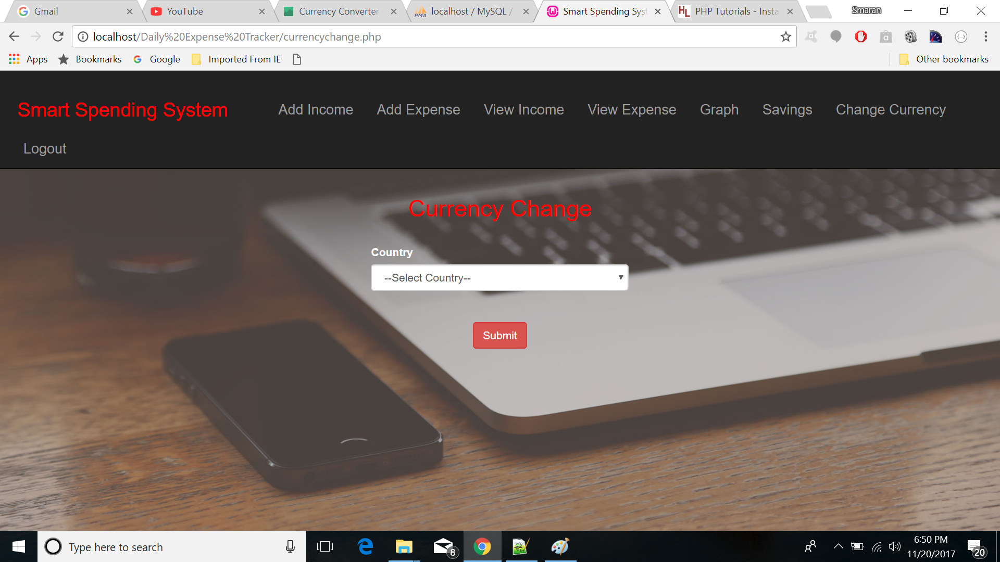 Gmail
YouTube
Currency Converter
localhost / MySQL /
Smart Spending Syst
PHP Tutorials - Insta
Smaran
localhost/Daily%20Expense%20Tracker/currencychange.php
Apps
Bookmarks
Google
Imported From IE
Other bookmarks
Smart Spending System
Add Income
Add Expense
View Income
View Expense
Graph
Savings
Change Currency
Logout
Currency Change
Country
--Select Country--
Submit
Type here to search
8
6:50 PM
11/20/2017
20